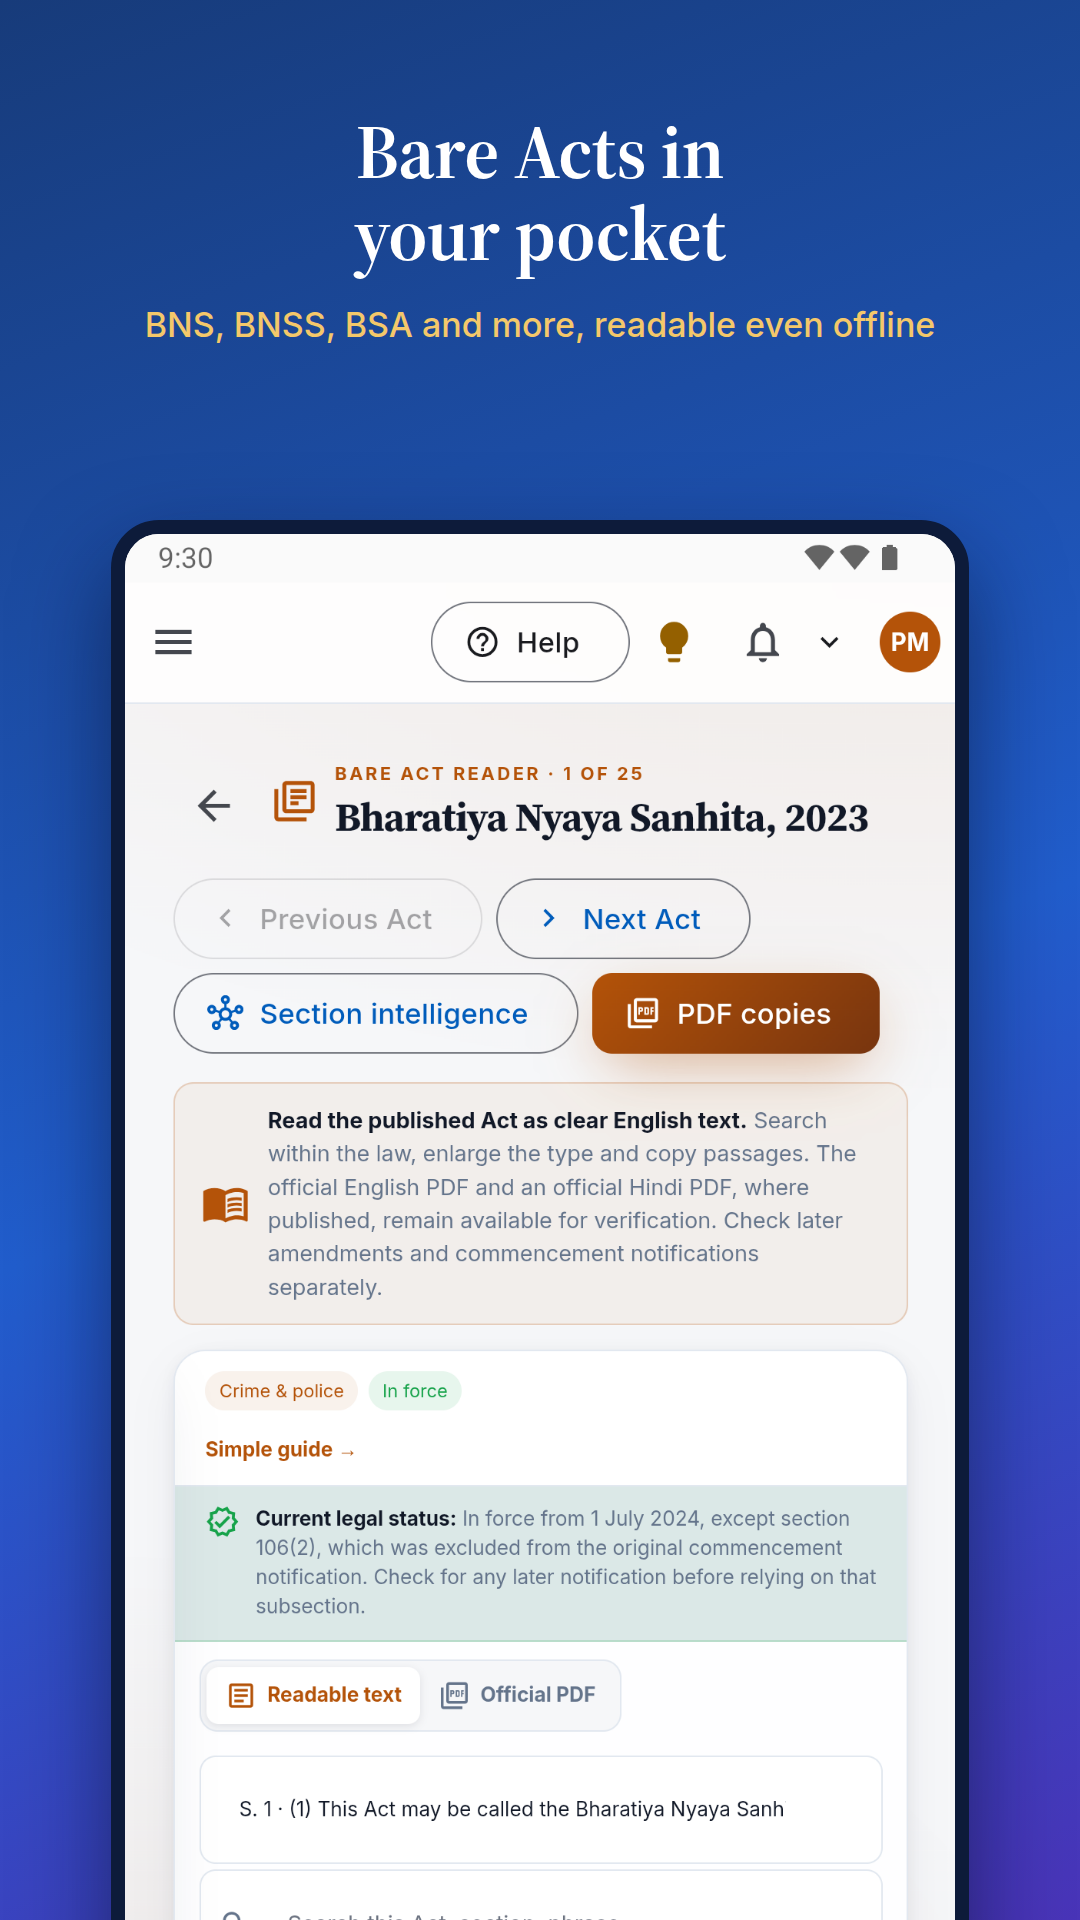 Bare Acts in
your pocket
BNS, BNSS, BSA and more, readable even offline
9:30
Help
PM
BARE ACT READER · 1 OF 25
Bharatiya Nyaya Sanhita, 2023
Previous Act
Next Act
Section intelligence
PDF copies
Read the published Act as clear English text. Search
within the law, enlarge the type and copy passages. The
official English PDF and an official Hindi PDF, where
published, remain available for verification. Check later
amendments and commencement notifications
separately.
Crime & police
In force
Simple guide →
Current legal status: In force from 1 July 2024, except section
106(2), which was excluded from the original commencement
notification. Check for any later notification before relying on that
subsection.
Readable text
Official PDF
S. 1 · (1) This Act may be called the Bharatiya Nyaya Sanh
Search this Act, section, phrase